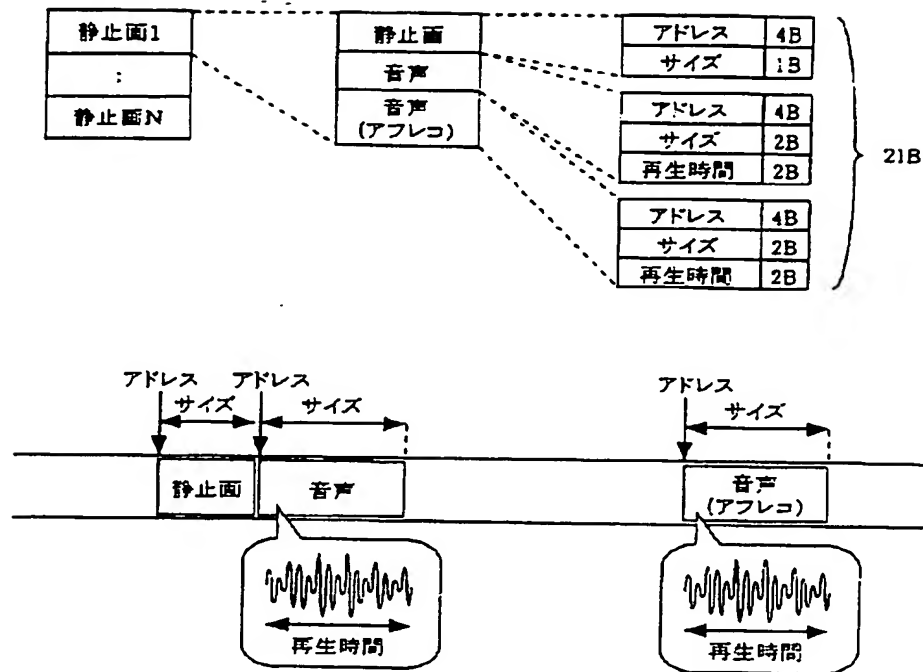 静止画1
:
静止画N
静止画
音声
音声
(アフレコ)
アドレス 4B
サイズ 1B
アドレス 4B
サイズ 2B
再生時間 2B
アドレス 4B
サイズ 2B
再生時間 2B
21B
アドレス アドレス
サイズ サイズ
アドレス
サイズ
静止画 音声
音声
(アフレコ)
再生時間
再生時間